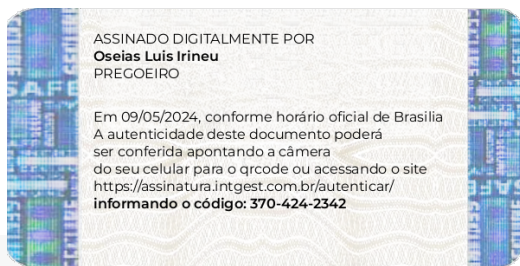 ASSINADO DIGITALMENTE POR
Oseias Luis Irineu
PREGOEIRO
Em 09/05/2024, conforme horário oficial de Brasilia
A autenticidade deste documento poderá
ser conferida apontando a câmera
do seu celular para o qrcode ou acessando o site
https://assinatura.intgest.com.br/autenticar/
informando o código: 370-424-2342